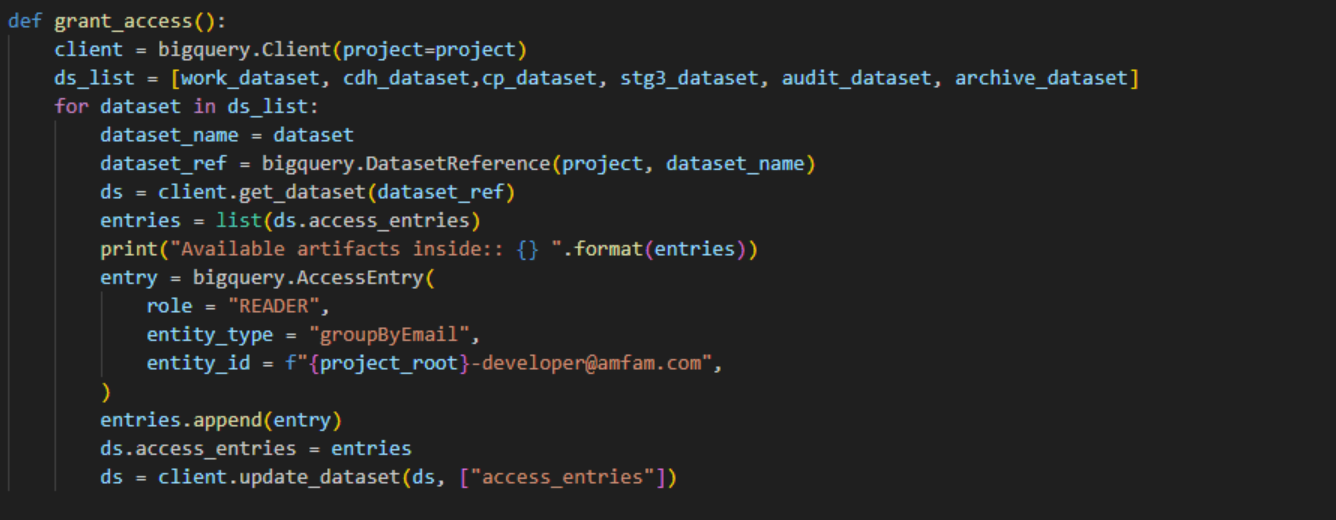 def grant_access():
    client = bigquery.Client(project=project)
    ds_list = [work_dataset, cdh_dataset,cp_dataset, stg3_dataset, audit_dataset, archive_dataset]
    for dataset in ds_list:
        dataset_name = dataset
        dataset_ref = bigquery.DatasetReference(project, dataset_name)
        ds = client.get_dataset(dataset_ref)
        entries = list(ds.access_entries)
        print("Available artifacts inside:: {} ".format(entries))
        entry = bigquery.AccessEntry(
            role = "READER",
            entity_type = "groupByEmail",
            entity_id = f"{project_root}-developer@amfam.com",
        )
        entries.append(entry)
        ds.access_entries = entries
        ds = client.update_dataset(ds, ["access_entries"])